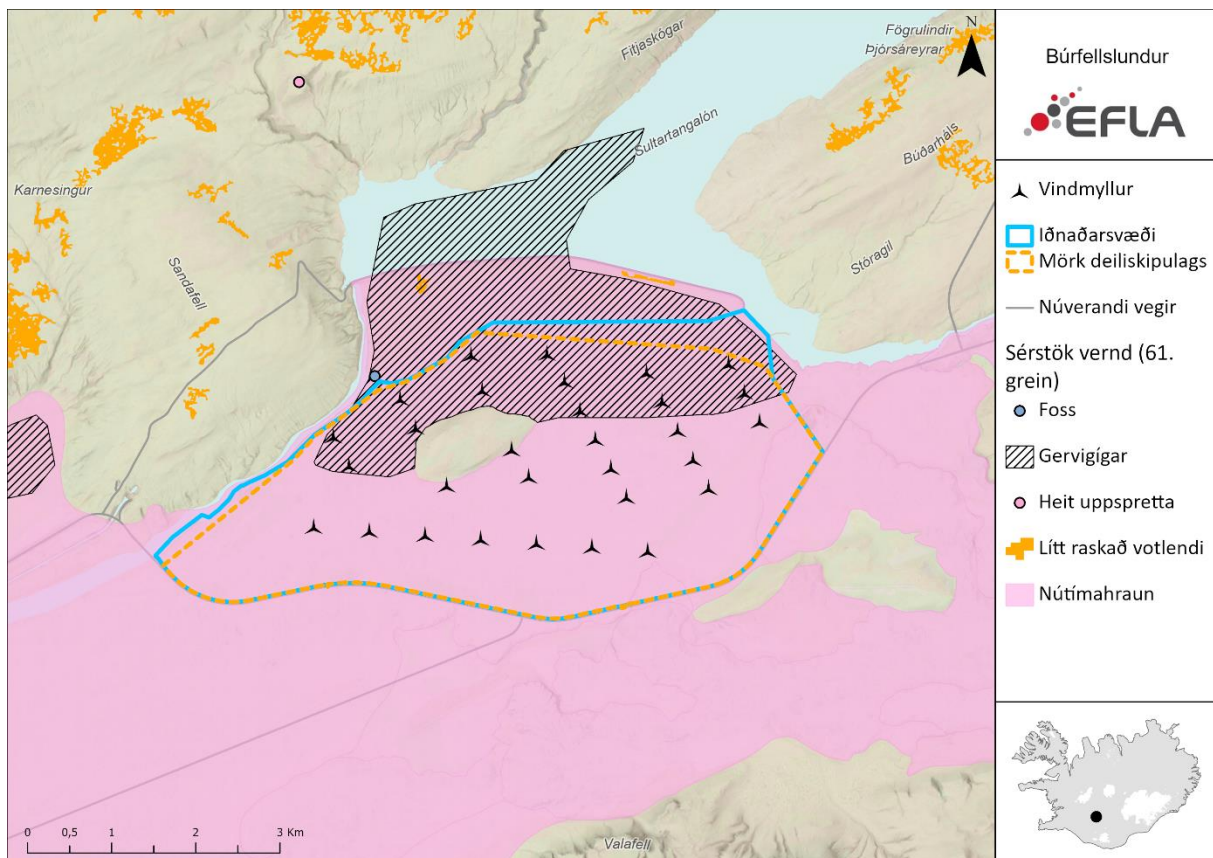 Fitjaskógar
Fögrulindir
Þjórsáreyrar
N
Sultartangalón
Búðarháls
Karnesingur
Sandafell
Stóragil
Valafell
0 0,5 1 2 3 Km
Búrfellslundur
EFLA
Vindmyllur
Iðnaðarsvæði
Mörk deiliskipulags
Núverandi vegir
Sérstök vernd (61.
grein)
Foss
Gervigígar
Heit uppspretta
Lítt raskað votlendi
Nútímahraun